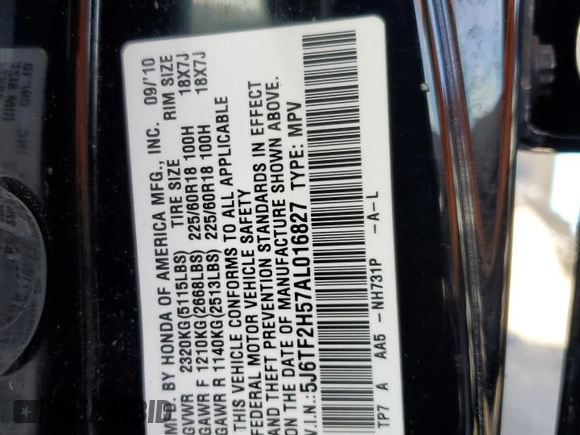 MFD. BY HONDA OF AMERICA MFG., INC. 09/'10
GVWR 2320KG(5115LBS) TIRE SIZE RIM SIZE
GAWR F 1210KG(2668LBS) 225/60R18 100H 18X7J
GAWR R 1140KG(2513LBS) 225/60R18 100H 18X7J
THIS VEHICLE CONFORMS TO ALL APPLICABLE
FEDERAL MOTOR VEHICLE SAFETY
AND THEFT PREVENTION STANDARDS IN EFFECT
ON THE DATE OF MANUFACTURE SHOWN ABOVE.
V.I.N.: 5J6TF2H57AL016827 TYPE: MPV
TP7 A AA5 - NH731P -A-L